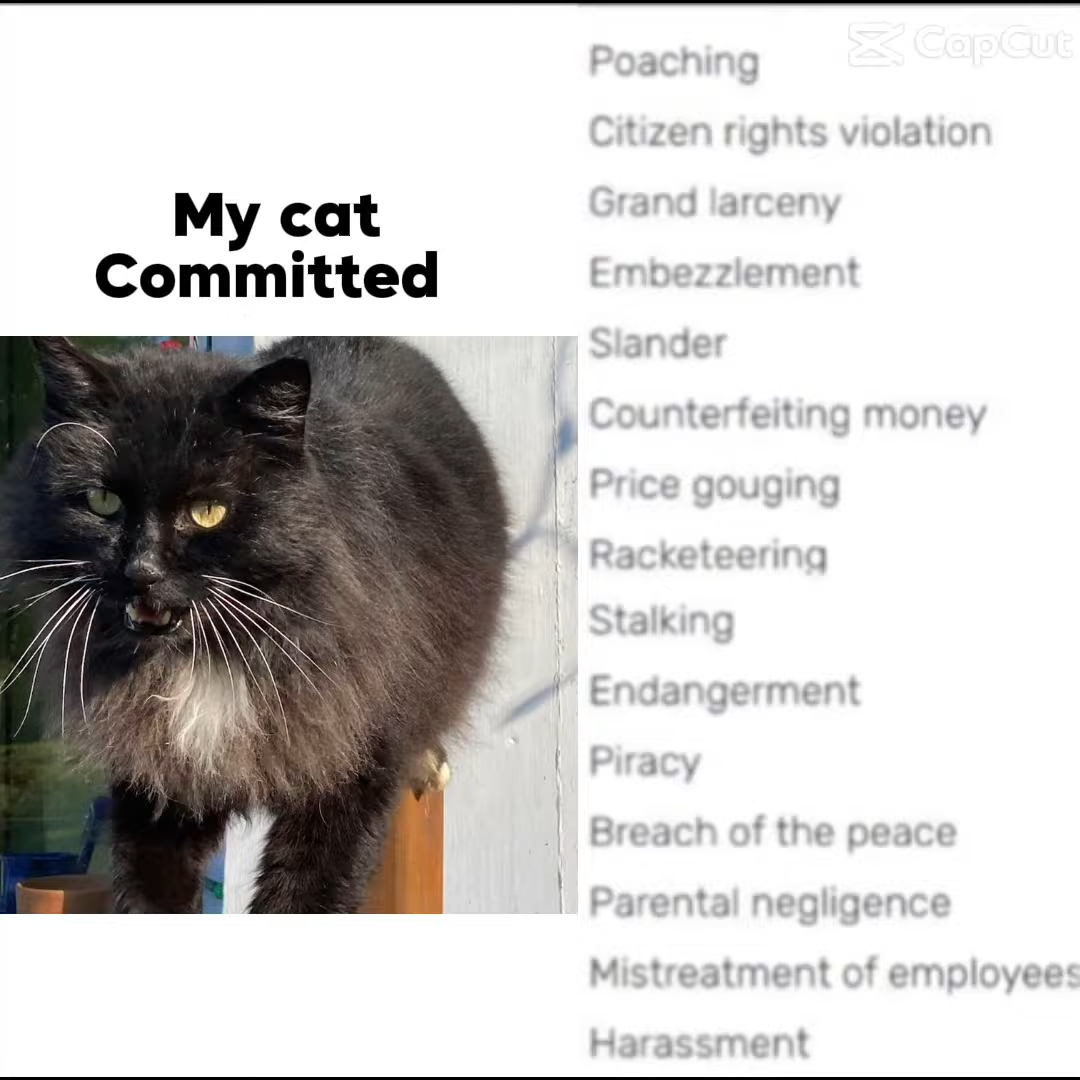 My cat
Committed
CapCut
Poaching
Citizen rights violation
Grand larceny
Embezzlement
Slander
Counterfeiting money
Price gouging
Racketeering
Stalking
Endangerment
Piracy
Breach of the peace
Parental negligence
Mistreatment of employees
Harassment